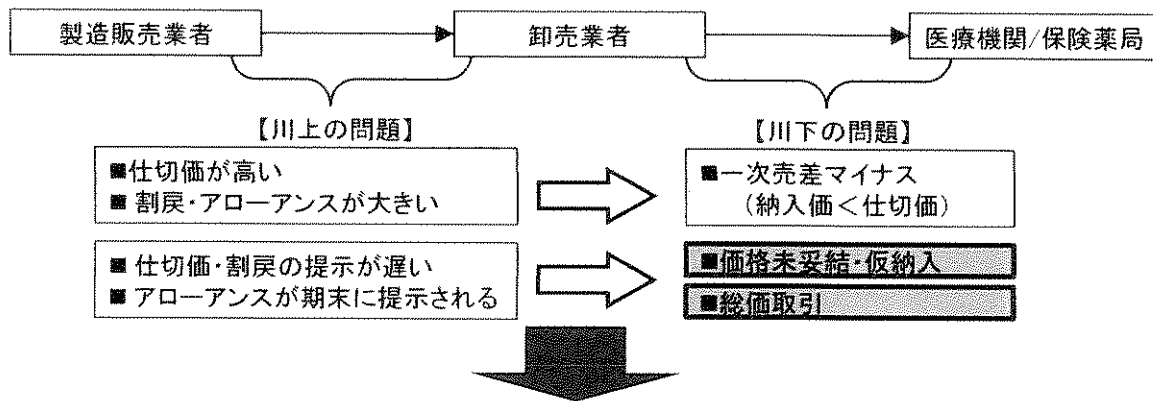 製造販売業者
卸売業者
医療機関/保険薬局
【川上の問題】
【川下の問題】
■仕切価が高い
■ 割戻・アローアンスが大きい
■一次売差マイナス
(納入価<仕切価)
■ 仕切価・割戻の提示が遅い
■ アローアンスが期末に提示される
■価格未妥結・仮納入
■総価取引